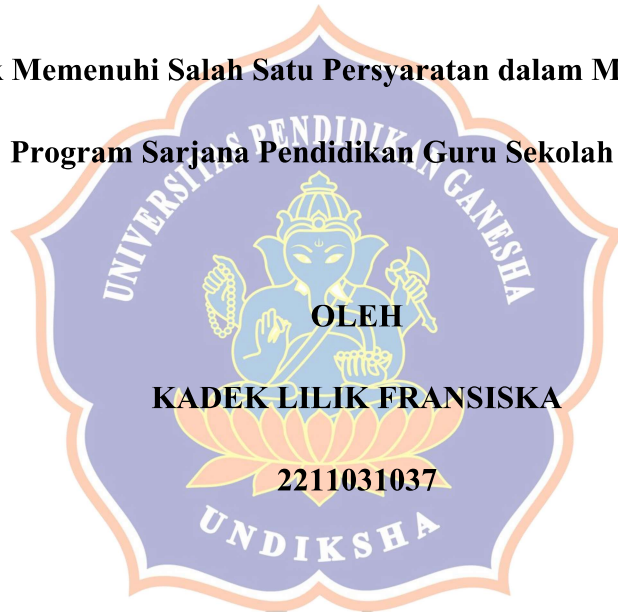 Memenuhi Salah Satu Persyaratan dalam
Program Sarjana Pendidikan Guru Sekolah
UNIVERSITAS PENDIDIKAN GANESHA
OLEH
KADEK LILIK FRANSISKA
2211031037
UNDIKSHA